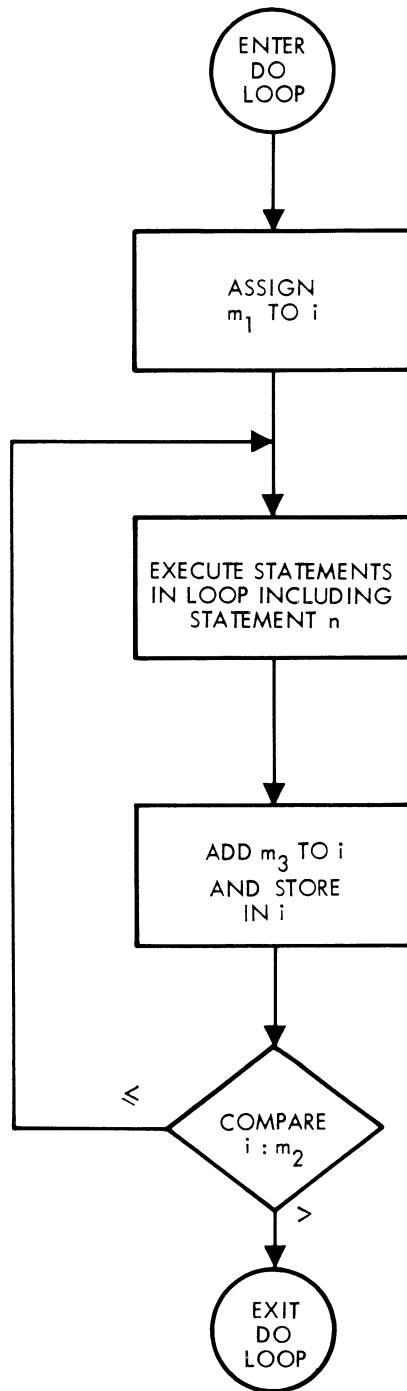 ENTER
DO
LOOP
ASSIGN
m₁ TO i
EXECUTE STATEMENTS
IN LOOP INCLUDING
STATEMENT n
ADD m₃ TO i
AND STORE
IN i
≤
COMPARE
i : m₂
>
EXIT
DO
LOOP